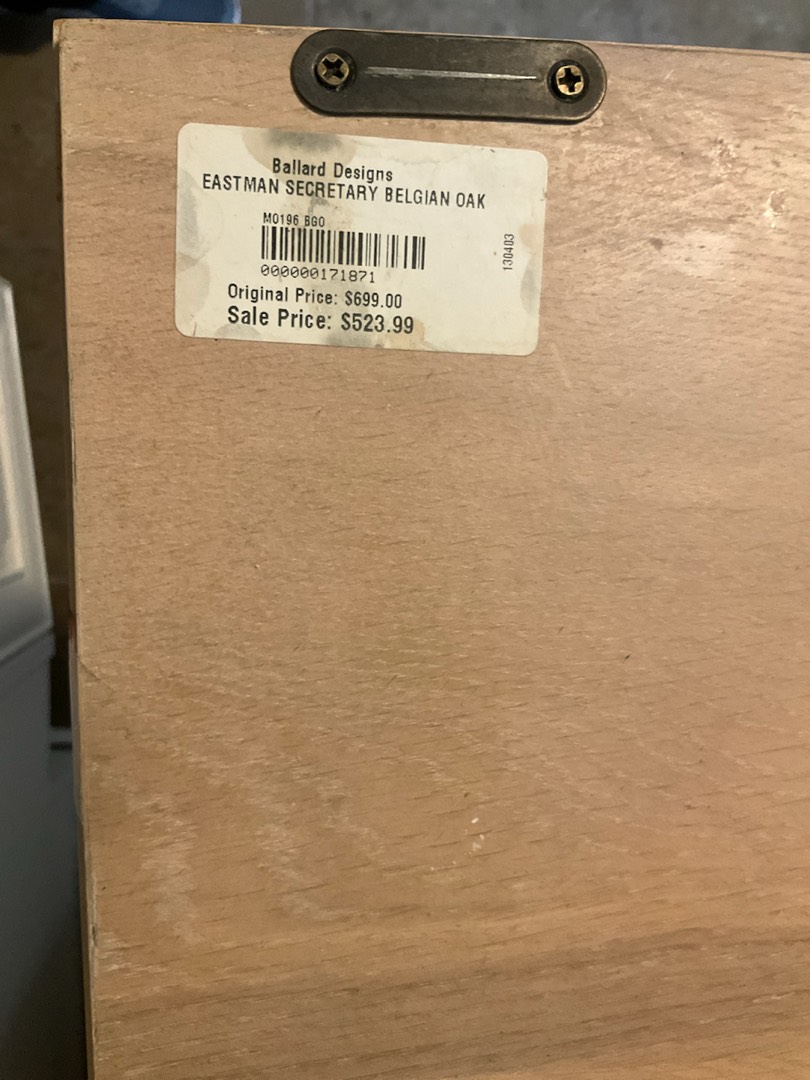 Ballard Designs
EASTMAN SECRETARY BELGIAN OAK
M0196 BGO
000000171871
130403
Original Price: $699.00
Sale Price: $523.99